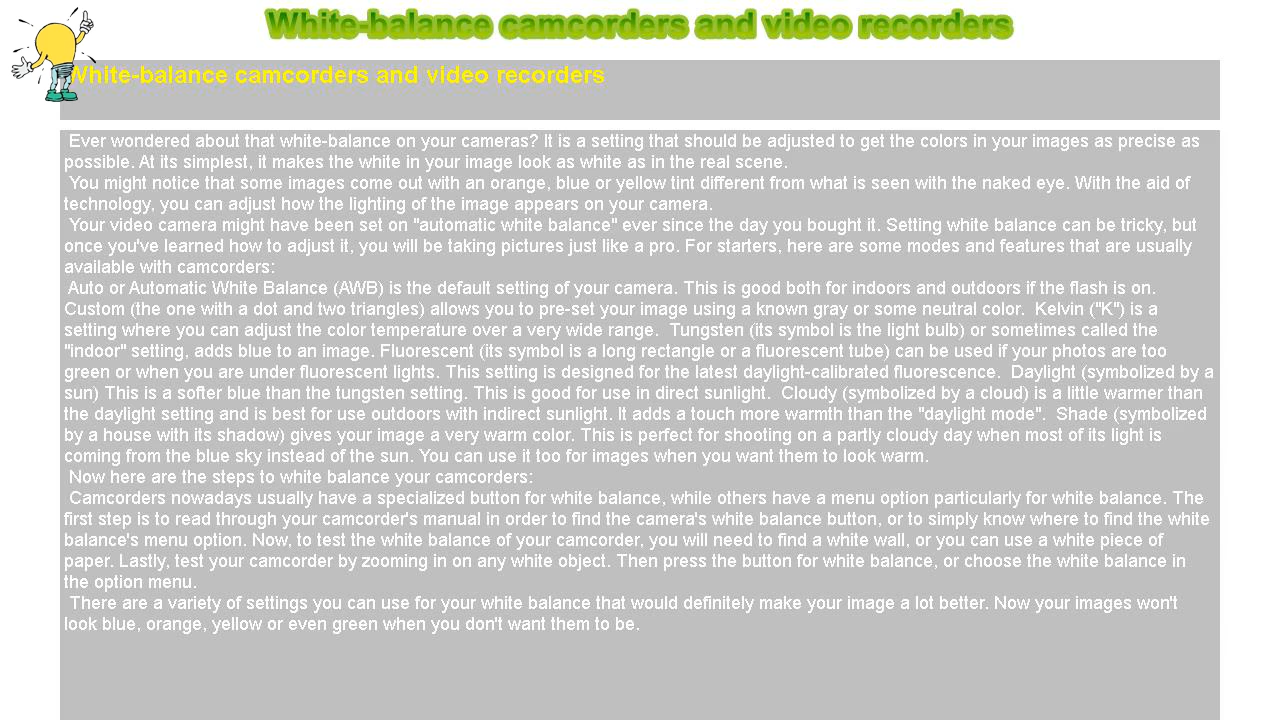 White-balance camcorders and video recorders
White-balance camcorders and video recorders
Ever wondered about that white-balance on your cameras? It is a setting that should be adjusted to get the colors in your images as precise as
possible. At its simplest, it makes the white in your image look as white as in the real scene.
You might notice that some images come out with an orange, blue or yellow tint different from what is seen with the naked eye. With the aid of
technology, you can adjust how the lighting of the image appears on your camera.
Your video camera might have been set on "automatic white balance" ever since the day you bought it. Setting white balance can be tricky, but
once you've learned how to adjust it, you will be taking pictures just like a pro. For starters, here are some modes and features that are usually
available with camcorders:
Auto or Automatic White Balance (AWB) is the default setting of your camera. This is good both for indoors and outdoors if the flash is on.
Custom (the one with a dot and two triangles) allows you to pre-set your image using a known gray or some neutral color.  Kelvin ("K") is a
setting where you can adjust the color temperature over a very wide range.  Tungsten (its symbol is the light bulb) or sometimes called the
"indoor" setting, adds blue to an image. Fluorescent (its symbol is a long rectangle or a fluorescent tube) can be used if your photos are too
green or when you are under fluorescent lights. This setting is designed for the latest daylight-calibrated fluorescence.  Daylight (symbolized by a
sun) This is a softer blue than the tungsten setting. This is good for use in direct sunlight.  Cloudy (symbolized by a cloud) is a little warmer than
the daylight setting and is best for use outdoors with indirect sunlight. It adds a touch more warmth than the "daylight mode".  Shade (symbolized
by a house with its shadow) gives your image a very warm color. This is perfect for shooting on a partly cloudy day when most of its light is
coming from the blue sky instead of the sun. You can use it too for images when you want them to look warm.
Now here are the steps to white balance your camcorders:
Camcorders nowadays usually have a specialized button for white balance, while others have a menu option particularly for white balance. The
first step is to read through your camcorder's manual in order to find the camera's white balance button, or to simply know where to find the white
balance's menu option. Now, to test the white balance of your camcorder, you will need to find a white wall, or you can use a white piece of
paper. Lastly, test your camcorder by zooming in on any white object. Then press the button for white balance, or choose the white balance in
the option menu.
There are a variety of settings you can use for your white balance that would definitely make your image a lot better. Now your images won't
look blue, orange, yellow or even green when you don't want them to be.